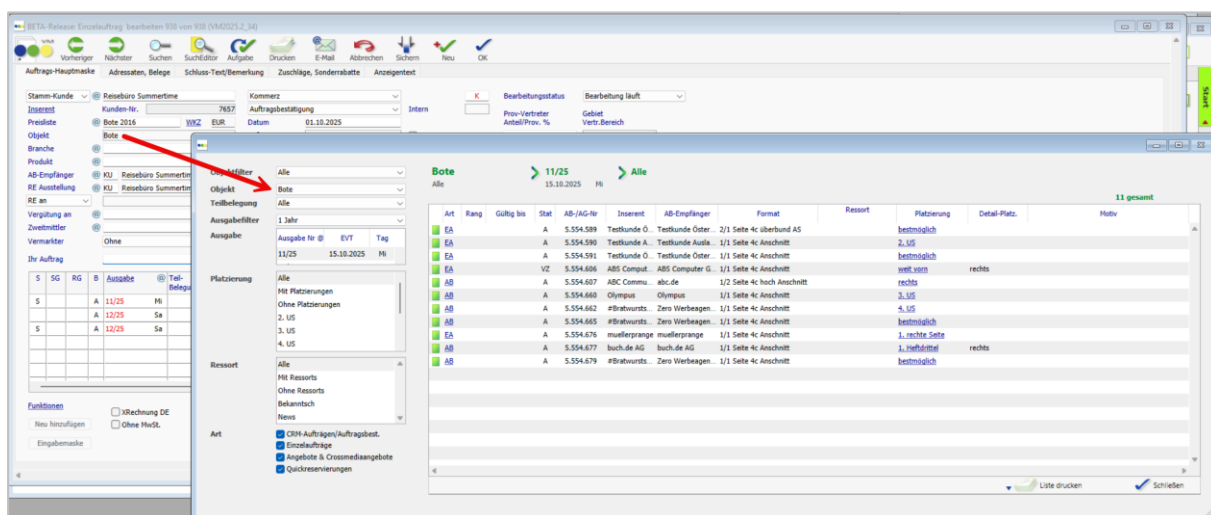 BETA-Release: Einzelauftrag bearbeiten 938 von 938 (VM2025.2_34)
Vorheriger Nächster Suchen SuchEditor Aufgabe Drucken E-Mail Abbrechen Sichern Neu OK
Auftrags-Hauptmaske Adressaten, Belege Schluss-Text/Bemerkung Zuschläge, Sonderrabatte Anzeigentext
Start
Stamm-Kunde @ Reisebüro Summertime Kommerz K Bearbeitungsstatus Bearbeitung läuft
Inserent Kunden-Nr. 7657 Auftragsbestätigung Intern
Prov-Vertreter Gebiet
Preisliste @ Bote 2016 WKZ EUR Datum 01.10.2025 Anteil/Prov. % Vertr.Bereich
Objekt Bote
Branche @
Produkt @
AB-Empfänger @ KU Reisebüro Summertim
RE Ausstellung @ KU Reisebüro Summertim
RE an
Vergütung an @
Zweitmittler @
Vermarkter Ohne
Ihr Auftrag
S SG RG B Ausgabe @ Teil-
Belegu
S A 11/25 Mi
A 12/25 Sa
S A 12/25 Sa
Funktionen
XRechnung DE
Neu hinzufügen Ohne MwSt.
Eingabemaske
Objektfilter Alle
Objekt Bote
Teilbelegung Alle
Ausgabefilter 1 Jahr
Ausgabe Ausgabe Nr @ EVT Tag
11/25 15.10.2025 Mi
Platzierung Alle
Mit Platzierungen
Ohne Platzierungen
2. US
3. US
4. US
Ressort Alle
Mit Ressorts
Ohne Ressorts
Bekanntsch
News
Art CRM-Aufträgen/Auftragsbest.
Einzelaufträge
Angebote & Crossmediaangebote
Quickreservierungen
Bote 11/25 Alle
Alle 15.10.2025 Mi
11 gesamt
Art Rang Gültig bis Stat AB-/AG-Nr Inserent AB-Empfänger Format Ressort Platzierung Detail-Platz. Motiv
EA A 5.554.589 Testkunde Ö... Testkunde Öster... 2/1 Seite 4c überbund AS bestmöglich
EA A 5.554.590 Testkunde A... Testkunde Ausla... 1/1 Seite 4c Anschnitt 2. US
EA A 5.554.591 Testkunde Ö... Testkunde Öster... 1/1 Seite 4c Anschnitt bestmöglich
EA VZ 5.554.606 ABS Comput... ABS Computer G... 1/1 Seite 4c Anschnitt weit vorn rechts
AB A 5.554.607 ABC Commu... abc.de 1/2 Seite 4c hoch Anschnitt rechts
AB A 5.554.660 Olympus Olympus 1/1 Seite 4c Anschnitt 3. US
AB A 5.554.662 #Bratwursts... Zero Werbeagen... 1/1 Seite 4c Anschnitt 4. US
AB A 5.554.665 #Bratwursts... Zero Werbeagen... 1/1 Seite 4c Anschnitt bestmöglich
EA A 5.554.676 muellerprange muellerprange 1/1 Seite 4c Anschnitt 1. rechte Seite
AB A 5.554.677 buch.de AG buch.de AG 1/1 Seite 4c Anschnitt 1. Heftdrittel rechts
AB A 5.554.679 #Bratwursts... Zero Werbeagen... 1/1 Seite 4c Anschnitt bestmöglich
Liste drucken Schließen